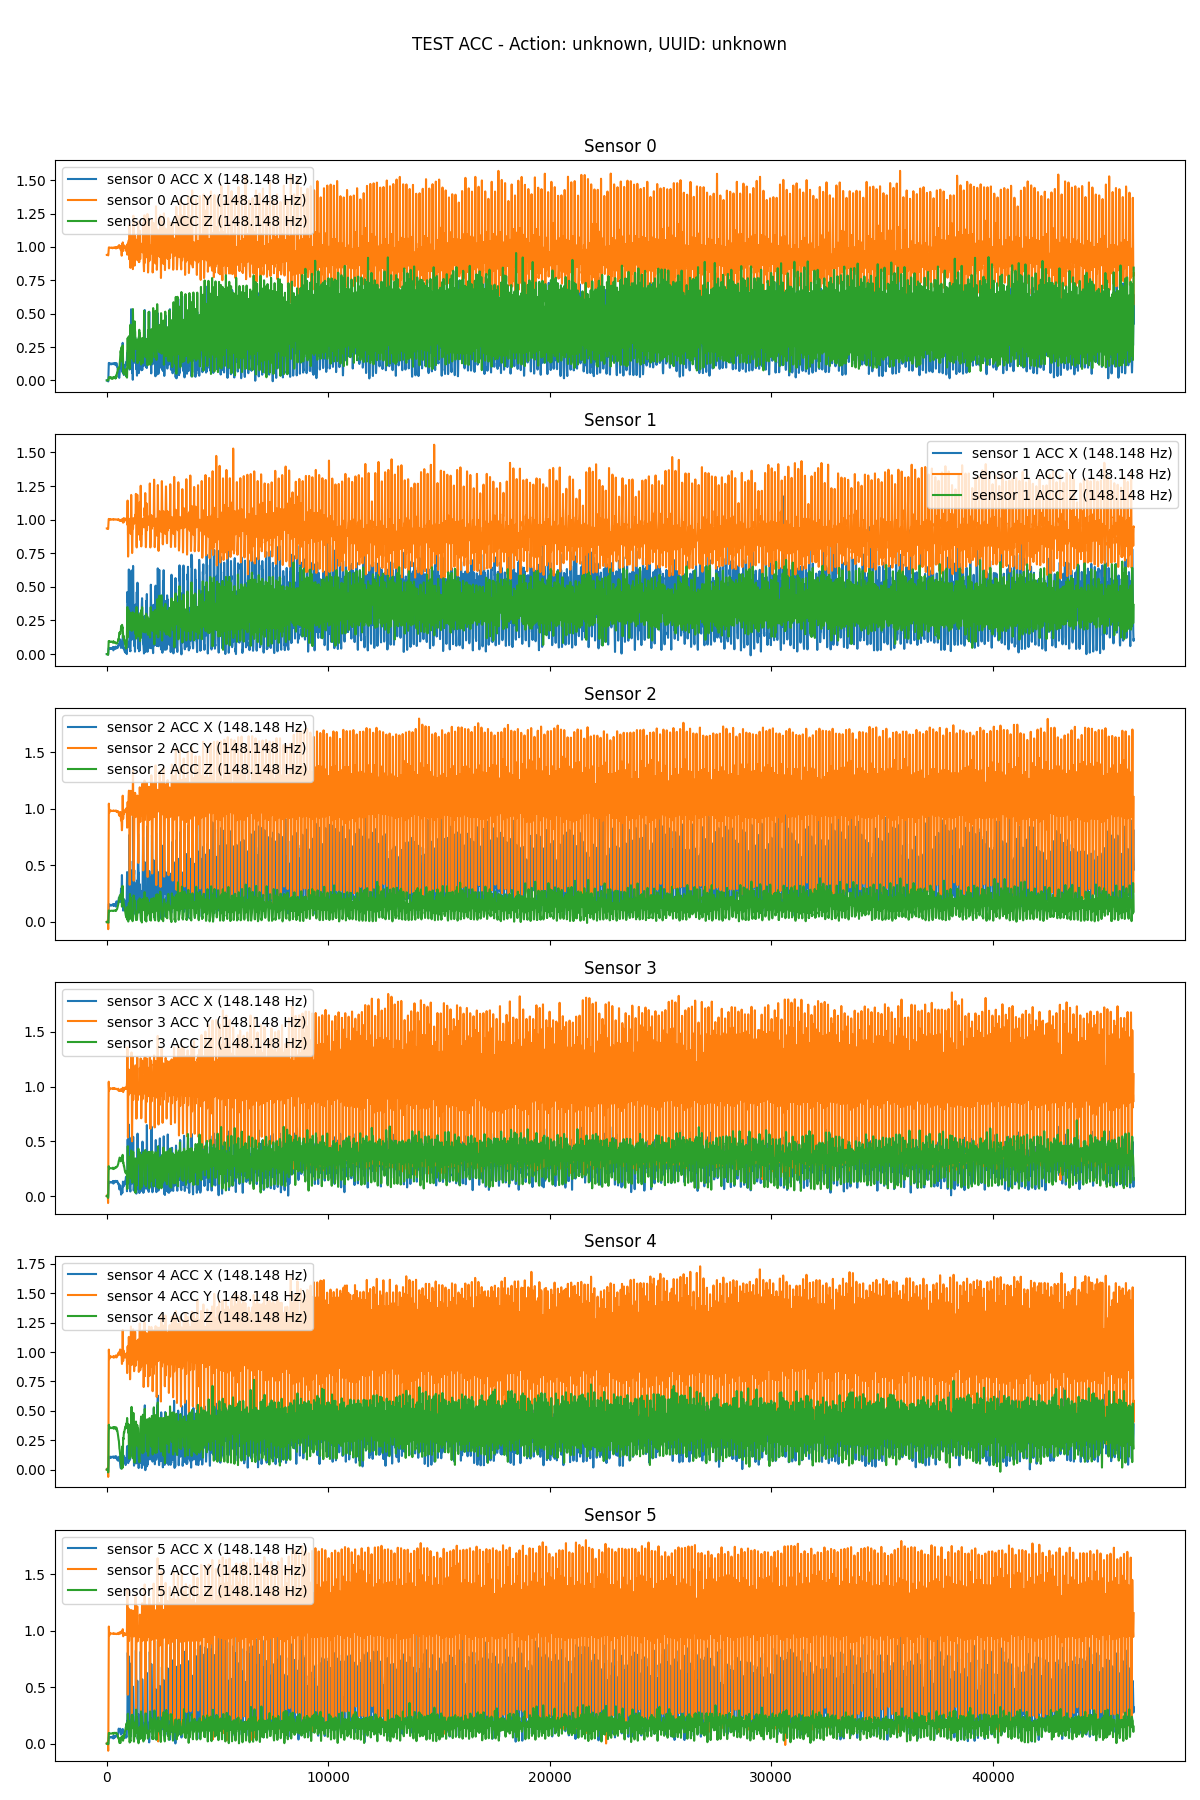 TEST ACC - Action: unknown, UUID: unknown
Sensor 0
sensor 0 ACC X (148.148 Hz)
sensor 0 ACC Y (148.148 Hz)
sensor 0 ACC Z (148.148 Hz)
1.50
1.25
1.00
0.75
0.50
0.25
0.00
Sensor 1
sensor 1 ACC X (148.148 Hz)
sensor 1 ACC Y (148.148 Hz)
sensor 1 ACC Z (148.148 Hz)
1.50
1.25
1.00
0.75
0.50
0.25
0.00
Sensor 2
sensor 2 ACC X (148.148 Hz)
sensor 2 ACC Y (148.148 Hz)
sensor 2 ACC Z (148.148 Hz)
1.5
1.0
0.5
0.0
Sensor 3
sensor 3 ACC X (148.148 Hz)
sensor 3 ACC Y (148.148 Hz)
sensor 3 ACC Z (148.148 Hz)
1.5
1.0
0.5
0.0
Sensor 4
sensor 4 ACC X (148.148 Hz)
sensor 4 ACC Y (148.148 Hz)
sensor 4 ACC Z (148.148 Hz)
1.75
1.50
1.25
1.00
0.75
0.50
0.25
0.00
Sensor 5
sensor 5 ACC X (148.148 Hz)
sensor 5 ACC Y (148.148 Hz)
sensor 5 ACC Z (148.148 Hz)
1.5
1.0
0.5
0.0
0 10000 20000 30000 40000